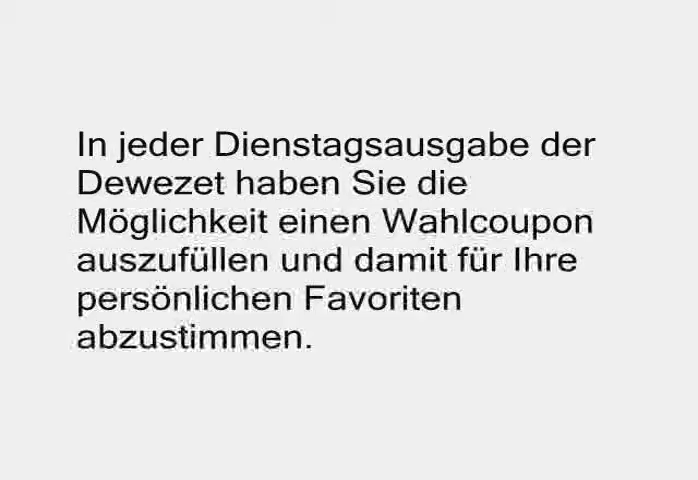 In jeder Dienstagsausgabe der
Dewezet haben Sie die
Möglichkeit einen Wahlcoupon
auszufüllen und damit für Ihre
persönlichen Favoriten
abzustimmen.